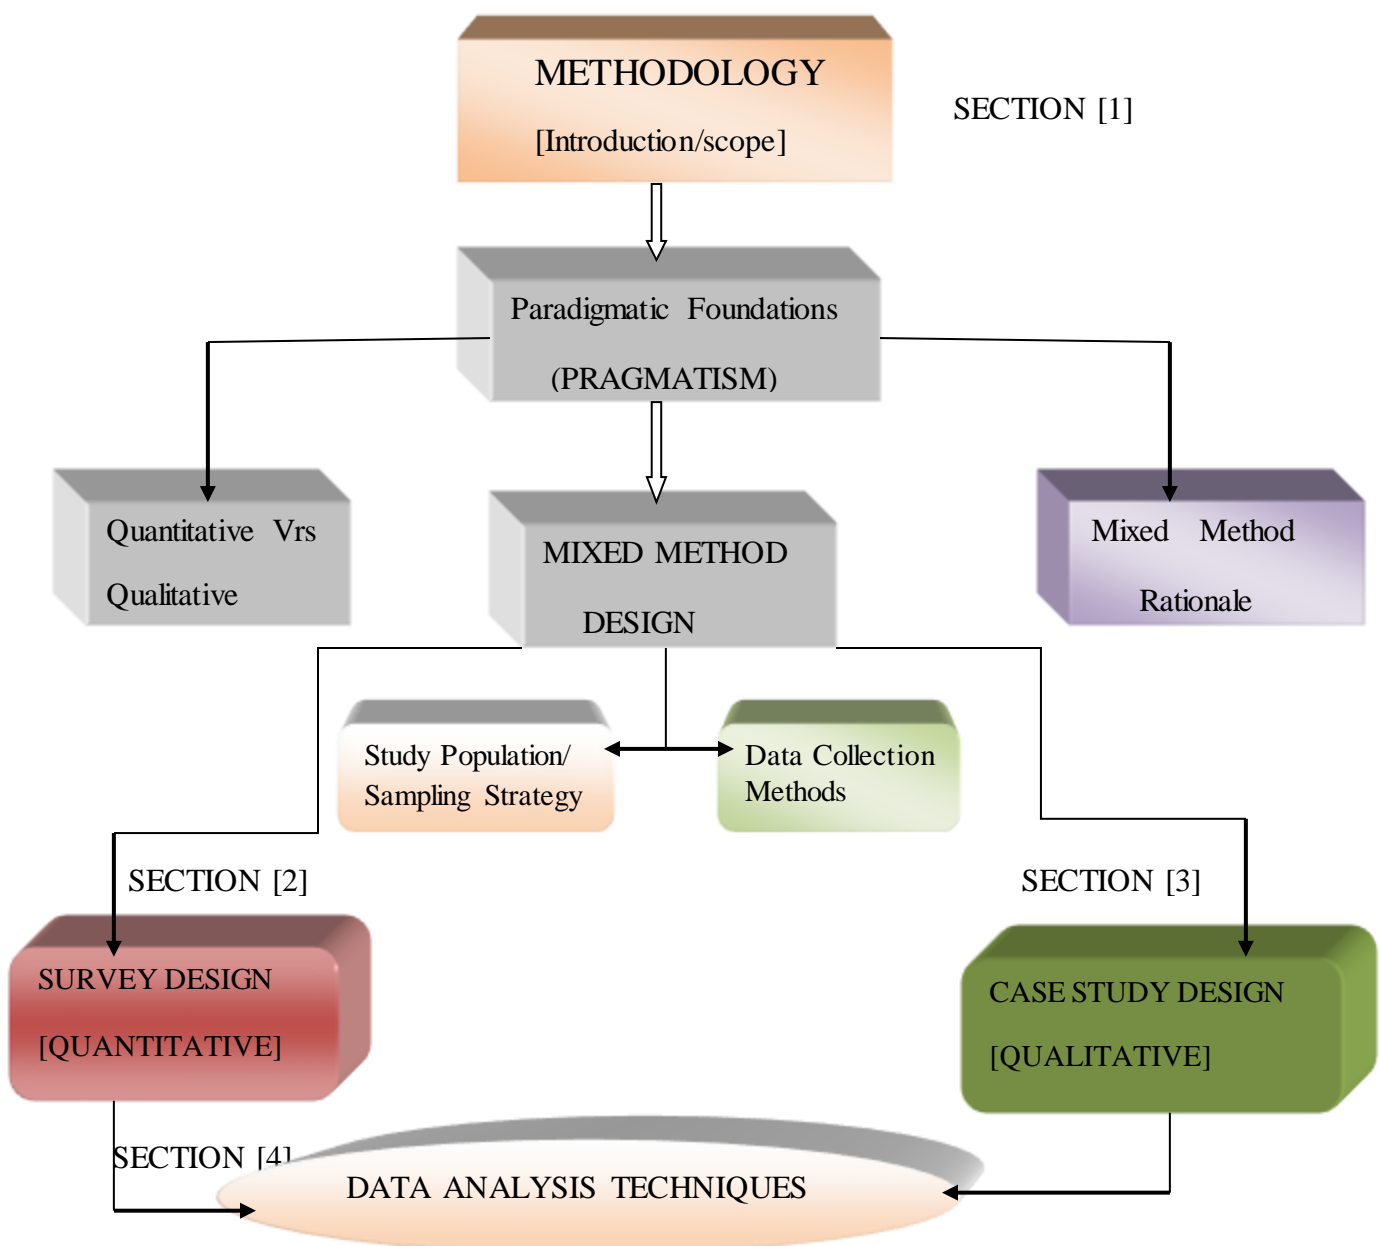 METHODOLOGY
[Introduction/scope]
SECTION [1]
Paradigmatic Foundations
(PRAGMATISM)
Quantitative Vrs
Qualitative
MIXED METHOD
DESIGN
Mixed Method
Rationale
Study Population/
Sampling Strategy
Data Collection
Methods
SECTION [2]
SECTION [3]
SURVEY DESIGN
[QUANTITATIVE]
CASE STUDY DESIGN
[QUALITATIVE]
SECTION [4]
DATA ANALYSIS TECHNIQUES